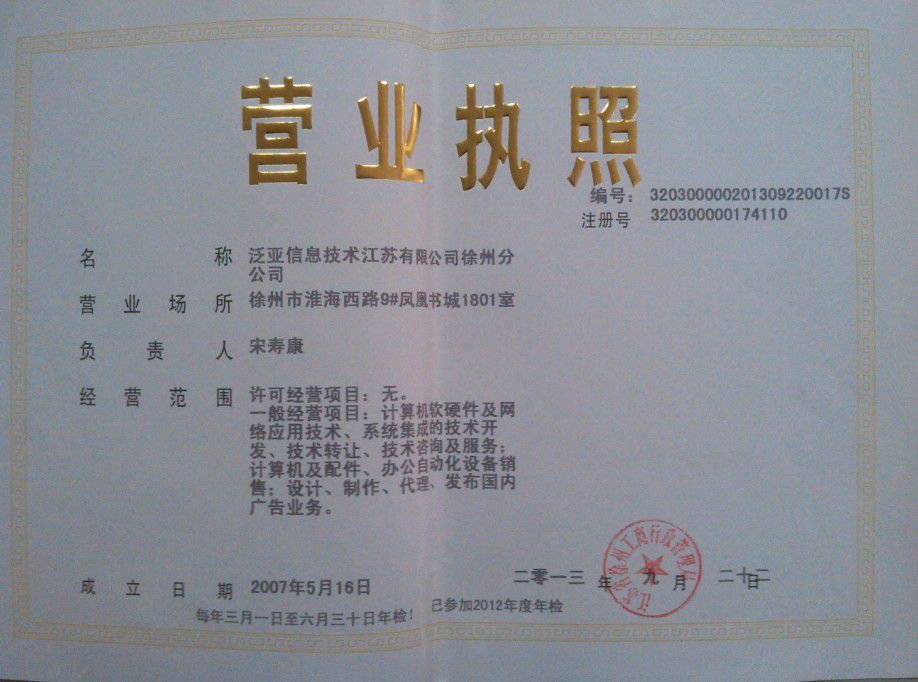 营业执照
编号：320300000201309220017S
注册号 320300000174110
名称 泛亚信息技术江苏有限公司徐州分
公司
营业场所 徐州市淮海西路9#凤凰书城1801室
负责人 宋寿康
经营范围 许可经营项目：无。
一般经营项目：计算机软硬件及网
络应用技术、系统集成的技术开
发、技术转让、技术咨询及服务；
计算机及配件、办公自动化设备销
售；设计、制作、代理、发布国内
广告业务。
江苏省徐州工商行政管理局
成立日期 2007年5月16日
二零一三年九月二十二日
每年三月一日至六月三十日年检！
已参加2012年度年检